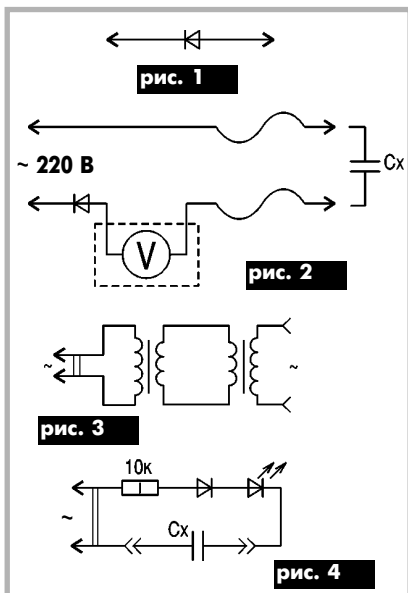 рис. 1
~ 220 В
Cx
V
рис. 2
~
~
рис. 3
10к
~
Cx
рис. 4